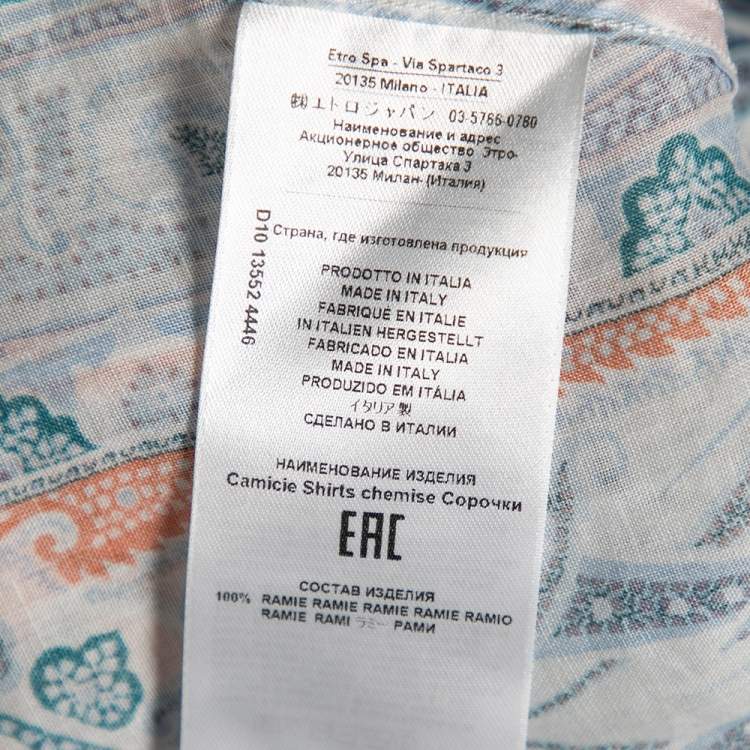 Etro Spa - Via Spartaco 3
20135 Milano - ITALIA
㈱エトロジャパン 03-5766-0780
Наименование и адрес
Акционерное общество Этро-
Улица Спартака 3
20135 Милан- (Италия)
Страна, где изготовлена продукция
D10 13552 4446
PRODOTTO IN ITALIA
MADE IN ITALY
FABRIQUÉ EN ITALIE
IN ITALIEN HERGESTELLT
FABRICADO EN ITALIA
MADE IN ITALY
PRODUZIDO EM ITÁLIA
イタリア製
СДЕЛАНО В ИТАЛИИ
НАИМЕНОВАНИЕ ИЗДЕЛИЯ
Camicie Shirts chemise Сорочки
EAC
СОСТАВ ИЗДЕЛИЯ
100% RAMIE RAMIE RAMIE RAMIE RAMIO
RAMIE RAMI ラミー РАМИ